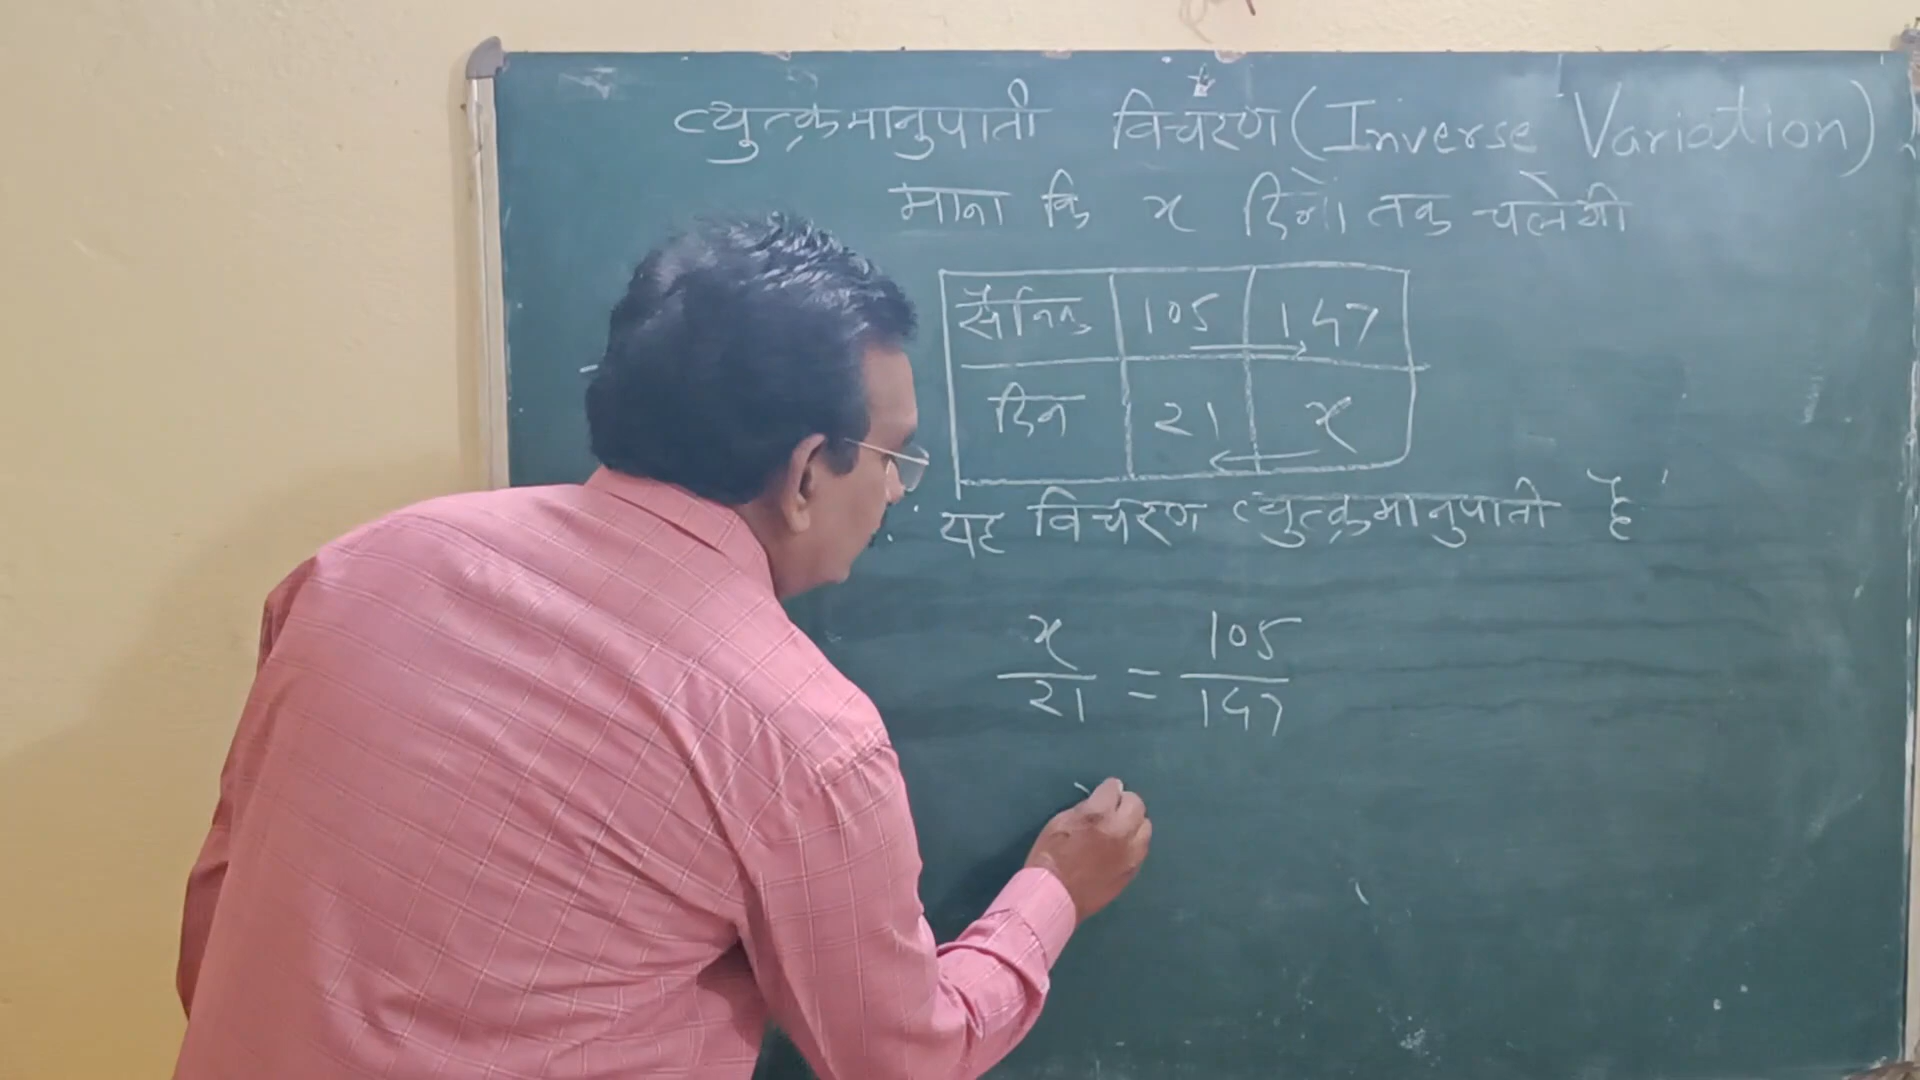 व्युत्क्रमानुपाती विचरण (Inverse Variation)
माना कि x दिनों तक चलेगी
सैनिक 105 147
दिन 21 x
∴ यह विचरण व्युत्क्रमानुपाती है
x/21 = 105/147